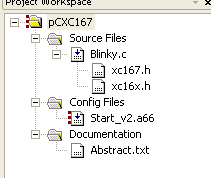 Project Workspace
pCXC167
Source Files
Blinky.c
xc167.h
xc16x.h
Config Files
Start_v2.a66
Documentation
Abstract.txt